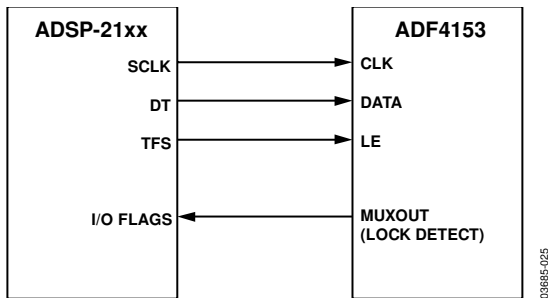 ADSP-21xx
ADF4153
SCLK
CLK
DT
DATA
TFS
LE
I/O FLAGS
MUXOUT
(LOCK DETECT)
03685-025